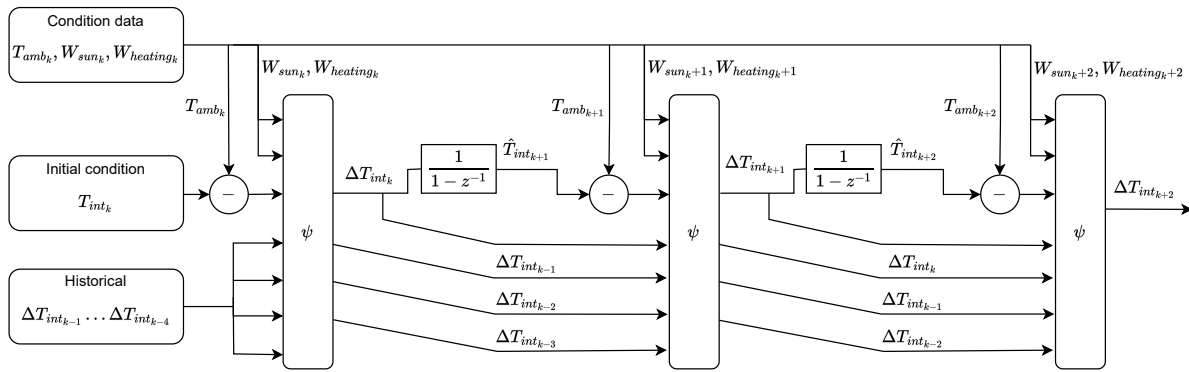 Condition data
T_{amb_k}, W_{sun_k}, W_{heating_k}
W_{sun_k}, W_{heating_k}
W_{sun_k+1}, W_{heating_k+1}
W_{sun_k+2}, W_{heating_k+2}
T_{amb_k}
T_{amb_{k+1}}
T_{amb_{k+2}}
Initial condition
T_{int_k}
−
ψ
ΔT_{int_k}
1
1 − z^{−1}
T̂_{int_{k+1}}
−
ψ
ΔT_{int_{k+1}}
1
1 − z^{−1}
T̂_{int_{k+2}}
−
ψ
ΔT_{int_{k+2}}
Historical
ΔT_{int_{k−1}} … ΔT_{int_{k−4}}
ΔT_{int_{k−1}}
ΔT_{int_{k−2}}
ΔT_{int_{k−3}}
ΔT_{int_k}
ΔT_{int_{k−1}}
ΔT_{int_{k−2}}